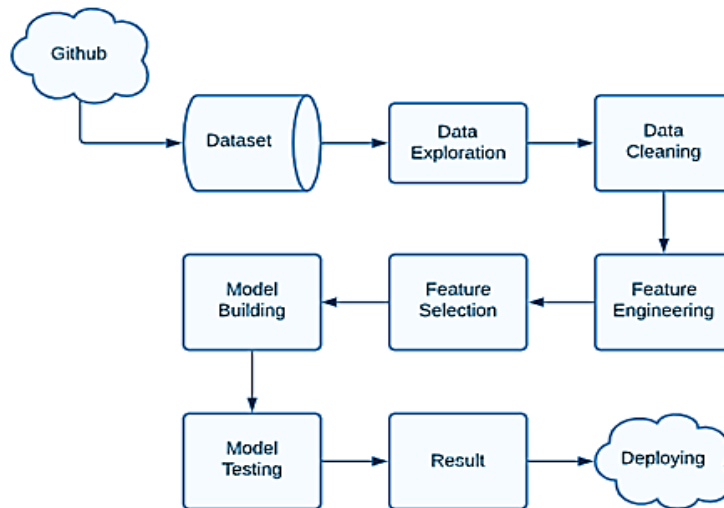 Github
Dataset
Data
Exploration
Data
Cleaning
Feature
Engineering
Feature
Selection
Model
Building
Model
Testing
Result
Deploying